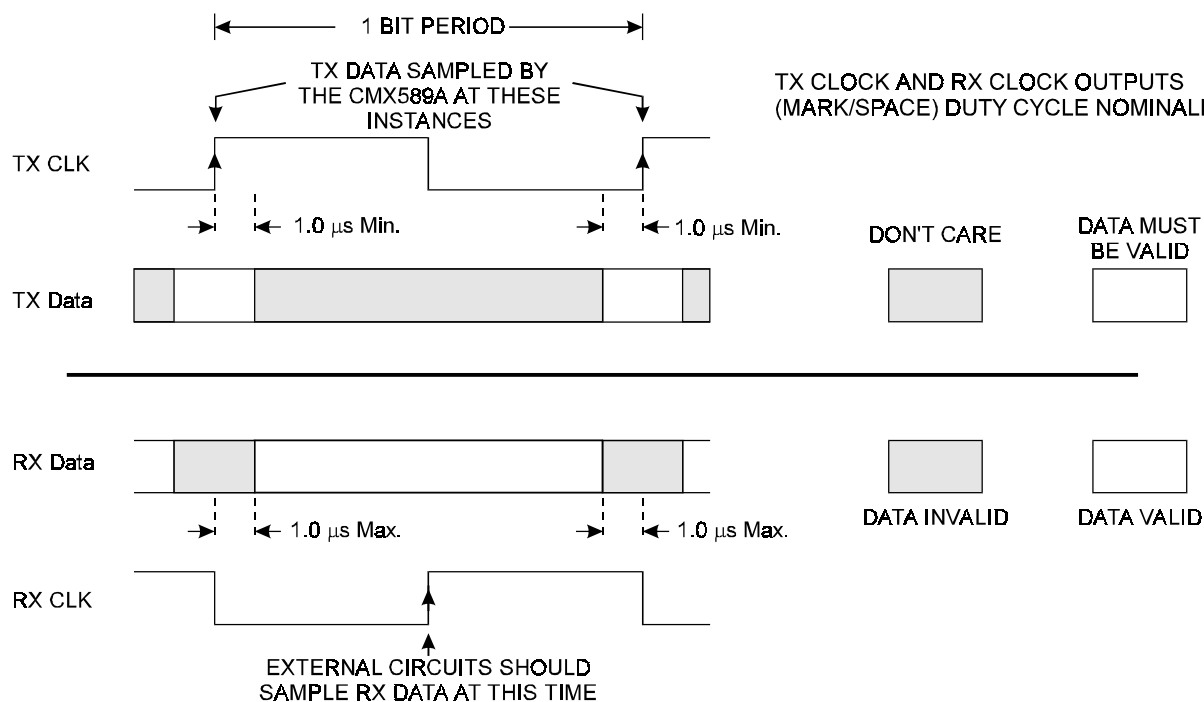 1 BIT PERIOD
TX DATA SAMPLED BY
THE CMX589A AT THESE
INSTANCES
TX CLOCK AND RX CLOCK OUTPUTS
(MARK/SPACE) DUTY CYCLE NOMINAL
TX CLK
1.0 μs Min.
1.0 μs Min.
DON'T CARE
DATA MUST
BE VALID
TX Data
RX Data
1.0 μs Max.
1.0 μs Max.
DATA INVALID
DATA VALID
RX CLK
EXTERNAL CIRCUITS SHOULD
SAMPLE RX DATA AT THIS TIME